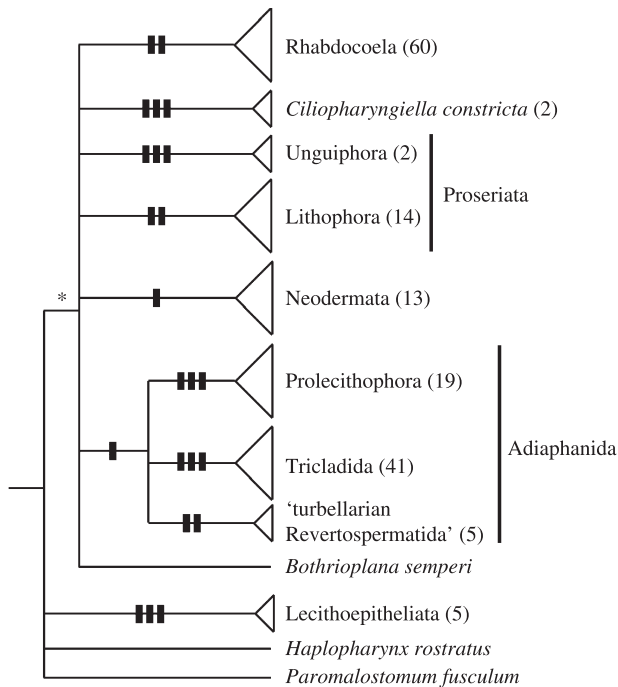 Rhabdocoela (60)
Ciliopharyngiella constricta (2)
Unguiphora (2)
Proseriata
Lithophora (14)
*
Neodermata (13)
Prolecithophora (19)
Adiaphanida
Tricladida (41)
‘turbellarian
Revertospermatida’ (5)
Bothrioplana semperi
Lecithoepitheliata (5)
Haplopharynx rostratus
Paromalostomum fusculum